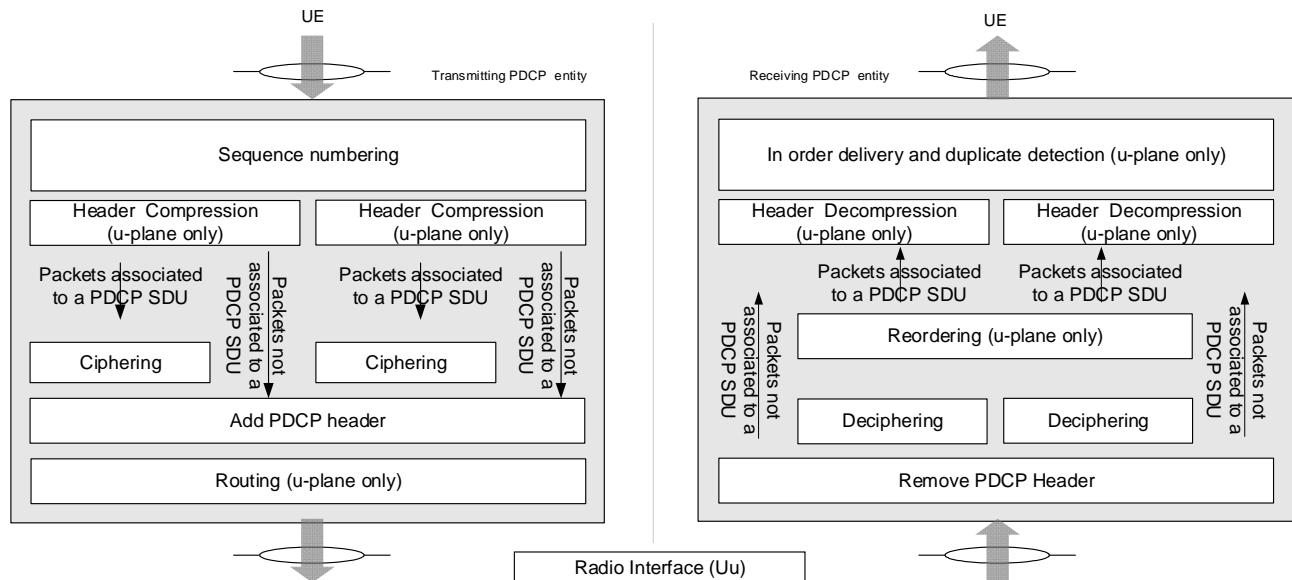 UE
Transmitting PDCP entity
Sequence numbering
Header Compression
(u-plane only)
Header Compression
(u-plane only)
Packets associated
to a PDCP SDU
Packets not
associated to a
PDCP SDU
Packets associated
to a PDCP SDU
Packets not
associated to a
PDCP SDU
Ciphering
Ciphering
Add PDCP header
Routing (u-plane only)
UE
Receiving PDCP entity
In order delivery and duplicate detection (u-plane only)
Header Decompression
(u-plane only)
Header Decompression
(u-plane only)
Packets associated
to a PDCP SDU
Packets associated
to a PDCP SDU
Packets not
associated to a
PDCP SDU
Reordering (u-plane only)
Packets not
associated to a
PDCP SDU
Deciphering
Deciphering
Remove PDCP Header
Radio Interface (Uu)